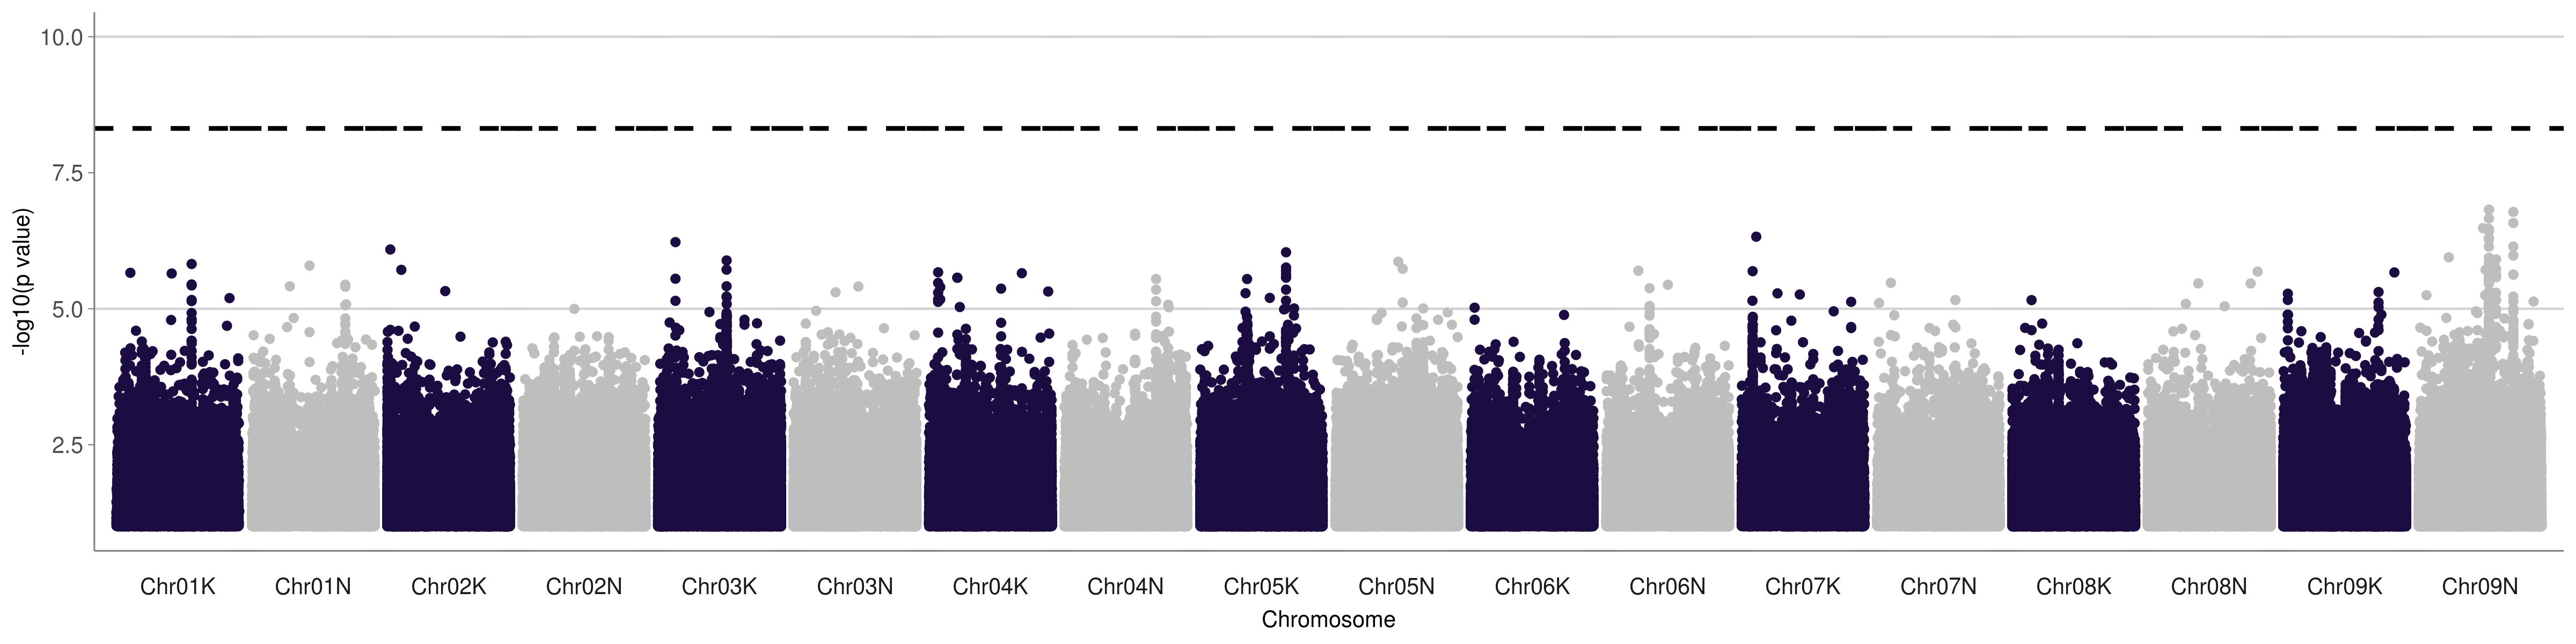 10.0
7.5
5.0
2.5
-log10(p value)
Chr01K Chr01N Chr02K Chr02N Chr03K Chr03N Chr04K Chr04N Chr05K Chr05N Chr06K Chr06N Chr07K Chr07N Chr08K Chr08N Chr09K Chr09N
Chromosome